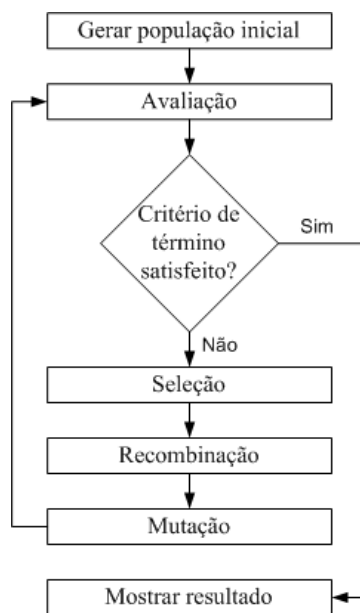 Gerar população inicial
Avaliação
Critério de
término
satisfeito?
Sim
Não
Seleção
Recombinação
Mutação
Mostrar resultado